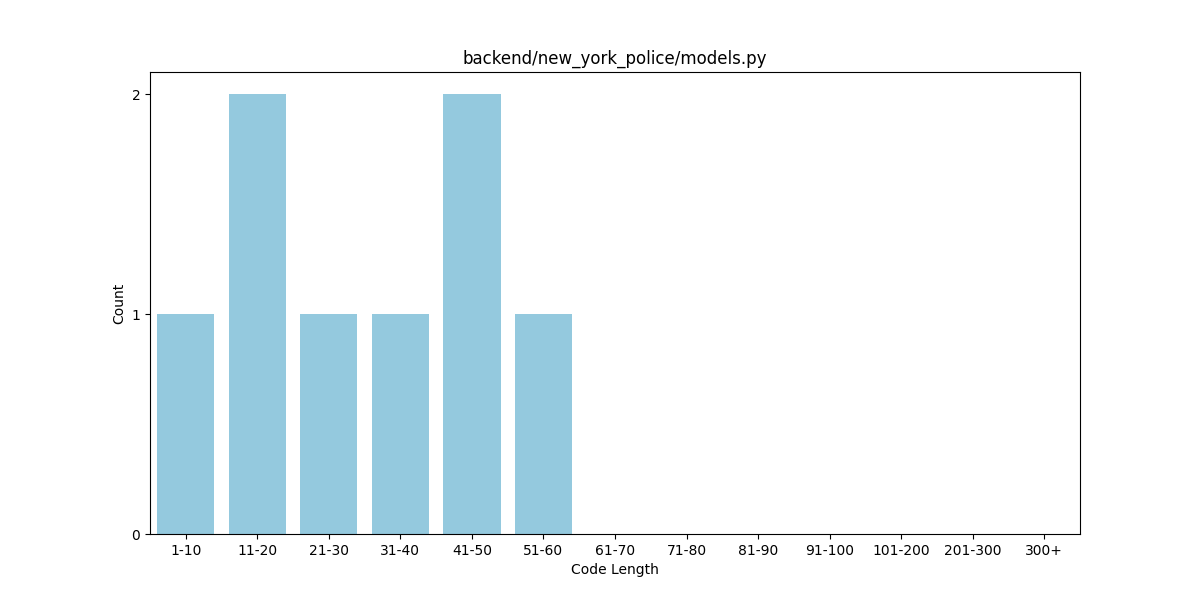 backend/new_york_police/models.py
Count
2
1
0
1-10 11-20 21-30 31-40 41-50 51-60 61-70 71-80 81-90 91-100 101-200 201-300 300+
Code Length